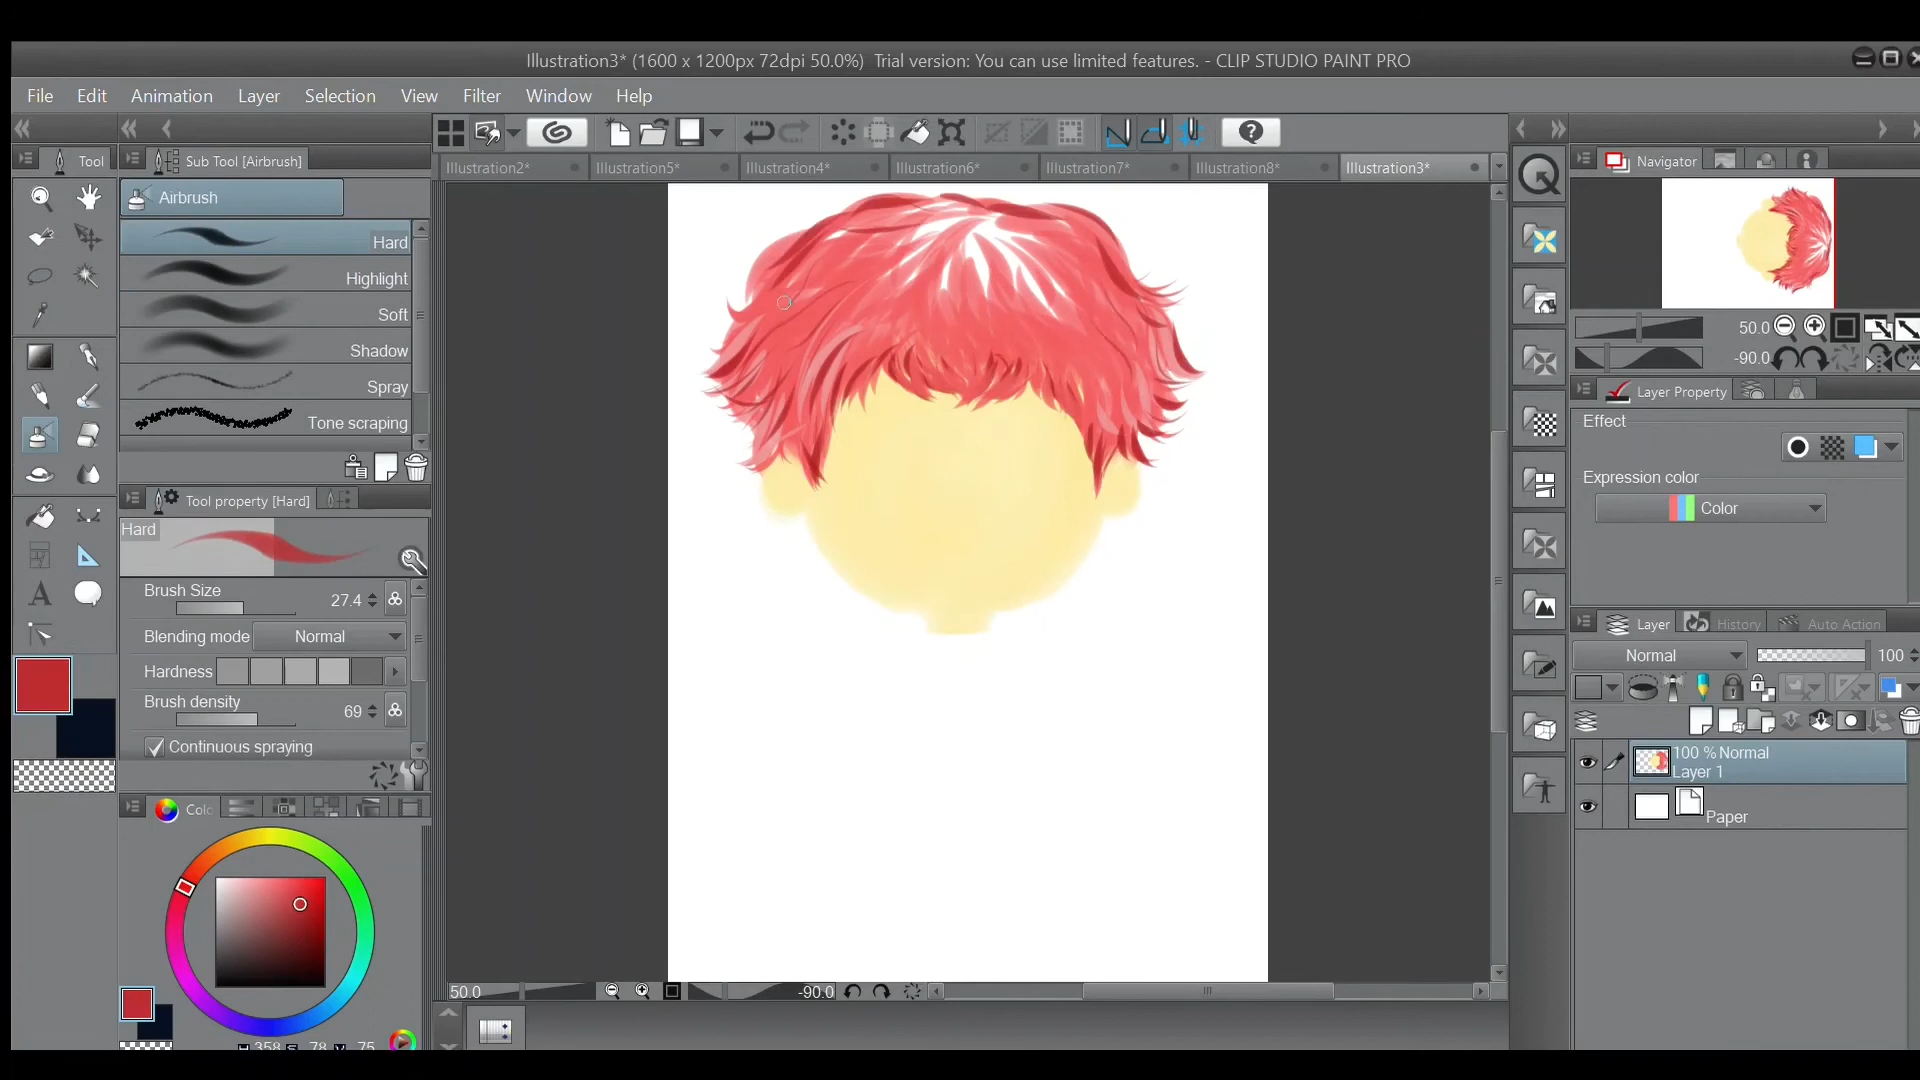 Illustration3* (1600 x 1200px 72dpi 50.0%)  Trial version: You can use limited features. - CLIP STUDIO PAINT PRO
File Edit Animation Layer Selection View Filter Window Help
Tool
Sub Tool [Airbrush]
Illustration2* Illustration5* Illustration4* Illustration6* Illustration7* Illustration8* Illustration3*
Navigator
Airbrush
Hard
Highlight
Soft
Shadow
Spray
Tone scraping
50.0
-90.0
Layer Property
Effect
Expression color
Color
Tool property [Hard]
Hard
Brush Size
27.4
Blending mode Normal
Hardness
Brush density
69
Continuous spraying
Layer History Auto Action
Normal 100
100 % Normal
Layer 1
Paper
Colo
50.0 -90.0
H 358 S 78 V 75